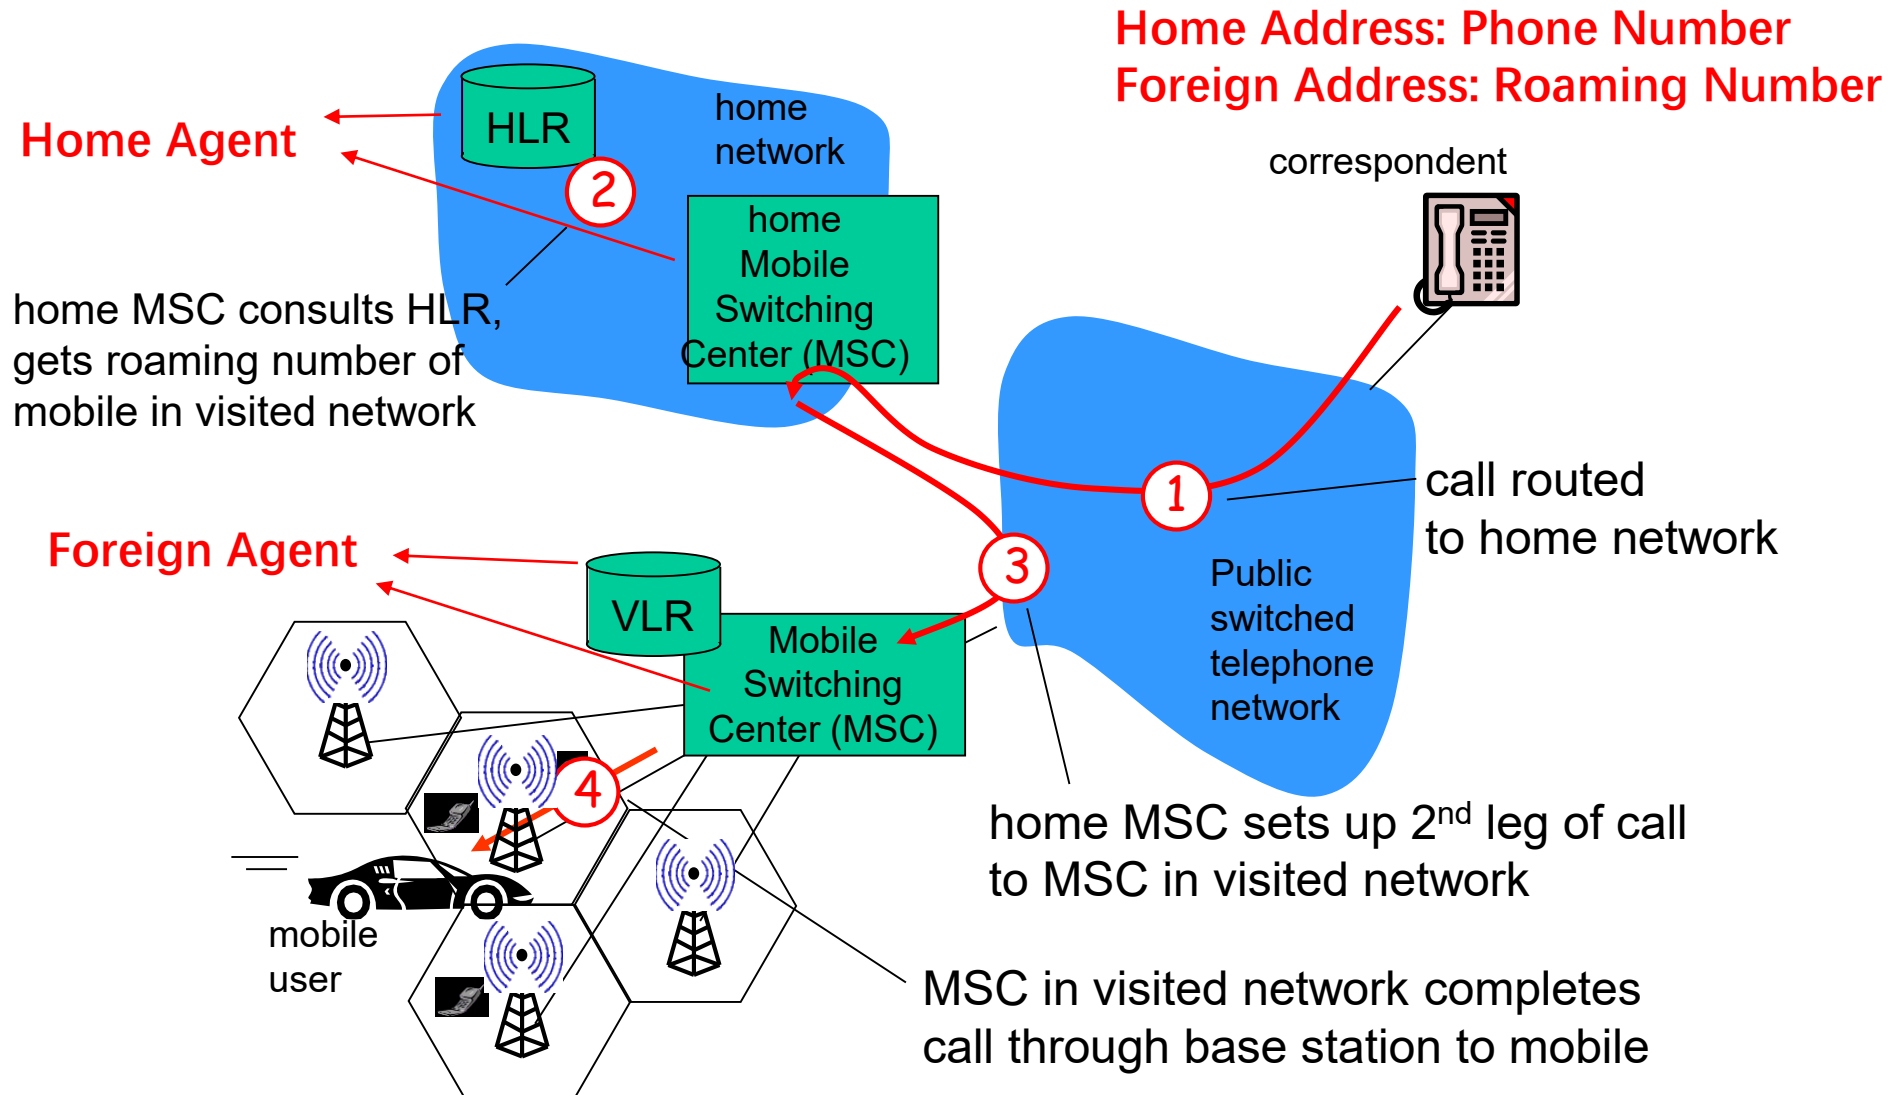 Home Address: Phone Number
Foreign Address: Roaming Number
HLR
home
network
Home Agent
correspondent
2
home
Mobile
Switching
Center (MSC)
home MSC consults HLR,
gets roaming number of
mobile in visited network
1
call routed
to home network
Foreign Agent
3
Public
switched
telephone
network
VLR
Mobile
Switching
Center (MSC)
4
home MSC sets up 2nd leg of call
to MSC in visited network
mobile
user
MSC in visited network completes
call through base station to mobile